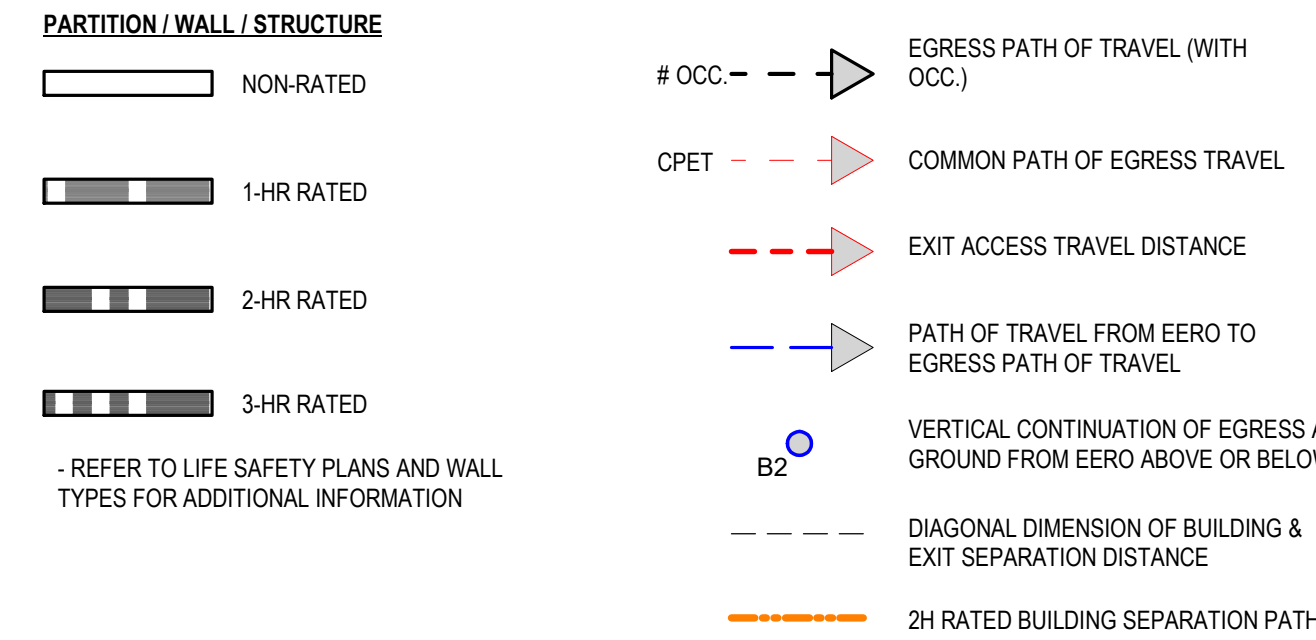 PARTITION / WALL / STRUCTURE
NON-RATED
1-HR RATED
2-HR RATED
3-HR RATED
- REFER TO LIFE SAFETY PLANS AND WALL
TYPES FOR ADDITIONAL INFORMATION
# OCC.
EGRESS PATH OF TRAVEL (WITH
OCC.)
CPET
COMMON PATH OF EGRESS TRAVEL
EXIT ACCESS TRAVEL DISTANCE
PATH OF TRAVEL FROM EERO TO
EGRESS PATH OF TRAVEL
B2
VERTICAL CONTINUATION OF EGRESS
GROUND FROM EERO ABOVE OR
DIAGONAL DIMENSION OF BUILDING &
EXIT SEPARATION DISTANCE
2H RATED BUILDING SEPARATION PATH